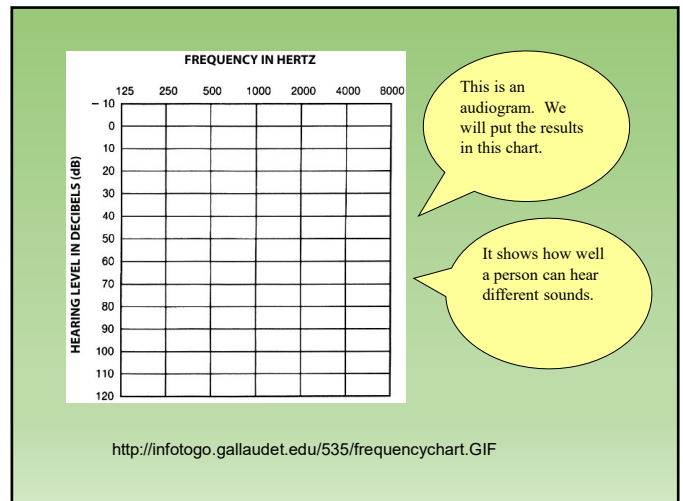 FREQUENCY IN HERTZ
125 250 500 1000 2000 4000 8000
HEARING LEVEL IN DECIBELS (dB)
– 10
0
10
20
30
40
50
60
70
80
90
100
110
120
This is an
audiogram. We
will put the results
in this chart.
It shows how well
a person can hear
different sounds.
http://infotogo.gallaudet.edu/535/frequencychart.GIF